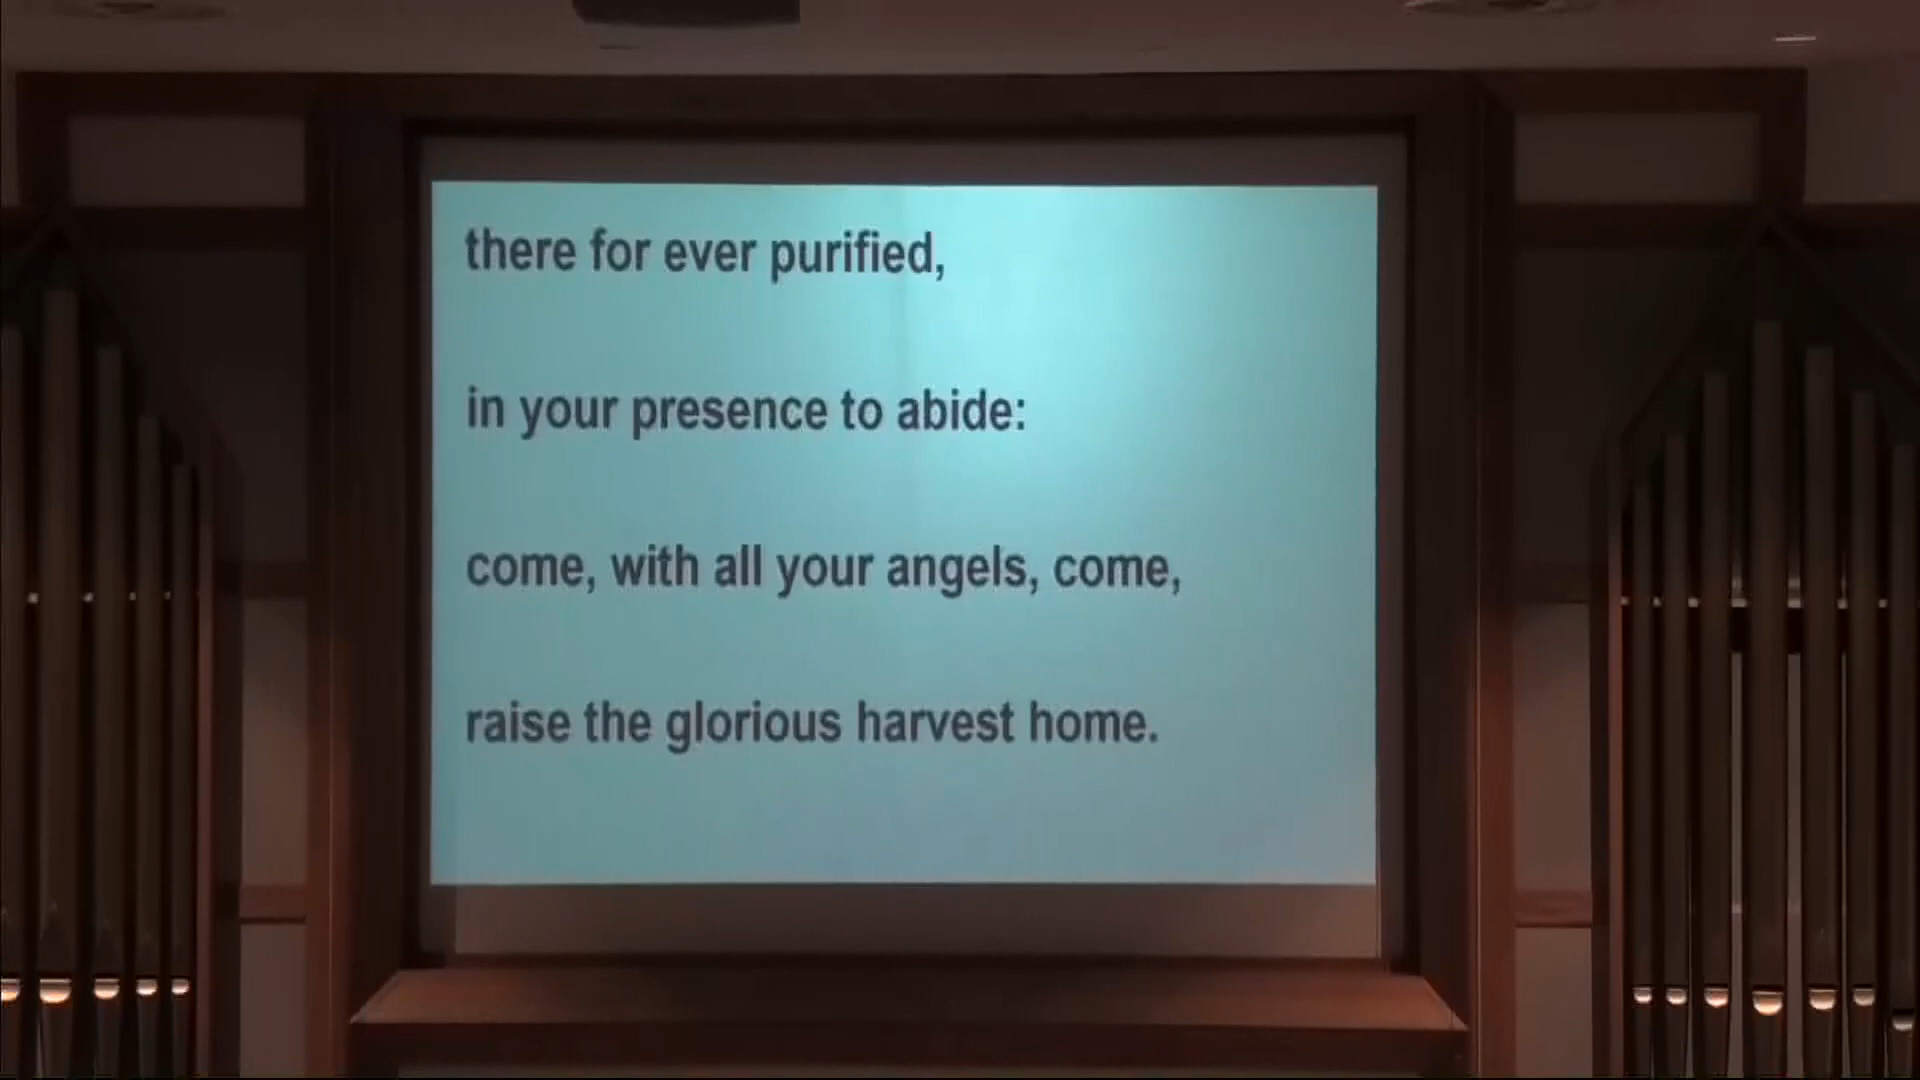 there for ever purified,
in your presence to abide:
come, with all your angels, come,
raise the glorious harvest home.